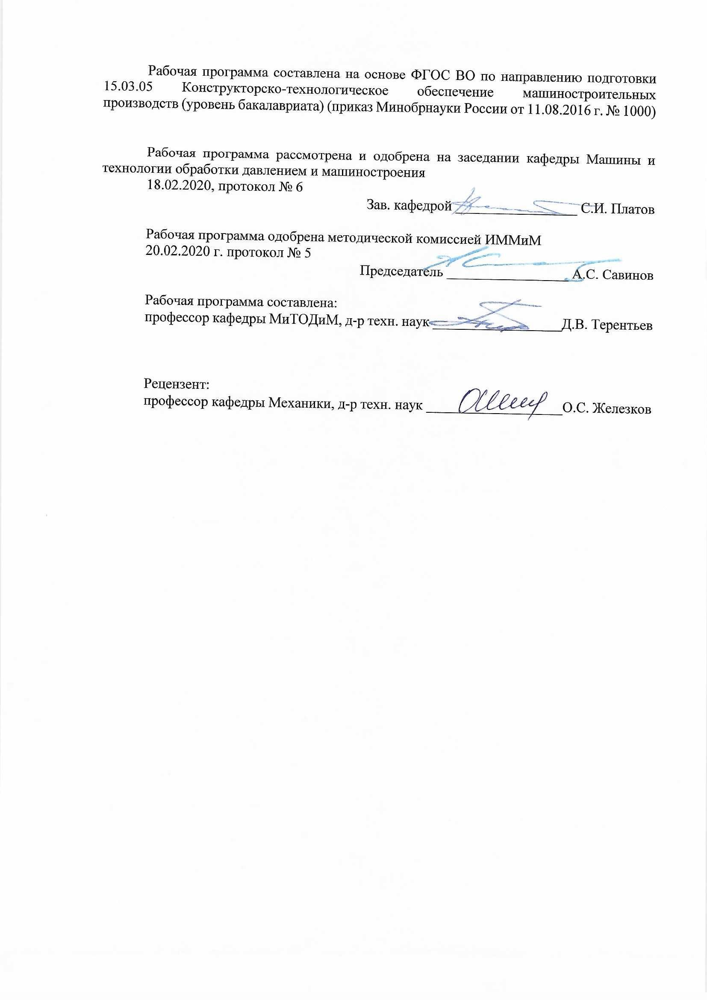 Рабочая программа составлена на основе ФГОС ВО по направлению подготовки
15.03.05 Конструкторско-технологическое обеспечение машиностроительных
производств (уровень бакалавриата) (приказ Минобрнауки России от 11.08.2016 г. № 1000)
Рабочая программа рассмотрена и одобрена на заседании кафедры Машины и
технологии обработки давлением и машиностроения
18.02.2020, протокол № 6
Зав. кафедрой С.И. Платов
Рабочая программа одобрена методической комиссией ИММиМ
20.02.2020 г. протокол № 5
Председатель А.С. Савинов
Рабочая программа составлена:
профессор кафедры МиТОДиМ, д-р техн. наук Д.В. Терентьев
Рецензент:
профессор кафедры Механики, д-р техн. наук О.С. Железков